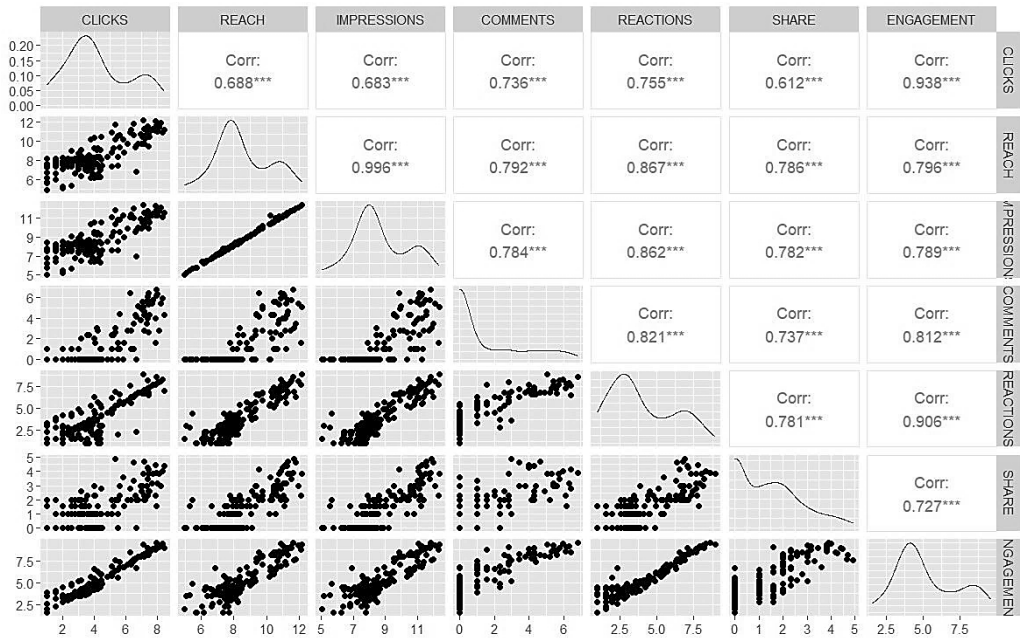 CLICKS REACH IMPRESSIONS COMMENTS REACTIONS SHARE ENGAGEMENT
0.20
0.15
0.10
0.05
0.00
Corr:
0.688***
Corr:
0.683***
Corr:
0.736***
Corr:
0.755***
Corr:
0.612***
Corr:
0.938***
CLICKS
12
10
8
6
Corr:
0.996***
Corr:
0.792***
Corr:
0.867***
Corr:
0.786***
Corr:
0.796***
REACH
11
9
7
5
Corr:
0.784***
Corr:
0.862***
Corr:
0.782***
Corr:
0.789***
MPRESSIONS
6
4
2
0
Corr:
0.821***
Corr:
0.737***
Corr:
0.812***
COMMENTS
7.5
5.0
2.5
Corr:
0.781***
Corr:
0.906***
REACTIONS
5
4
3
2
1
0
Corr:
0.727***
SHARE
7.5
5.0
2.5
NGAGEMEN
2 4 6 8 6 8 10 12 5 7 9 11 0 2 4 6 2.5 5.0 7.5 0 1 2 3 4 5 2.5 5.0 7.5